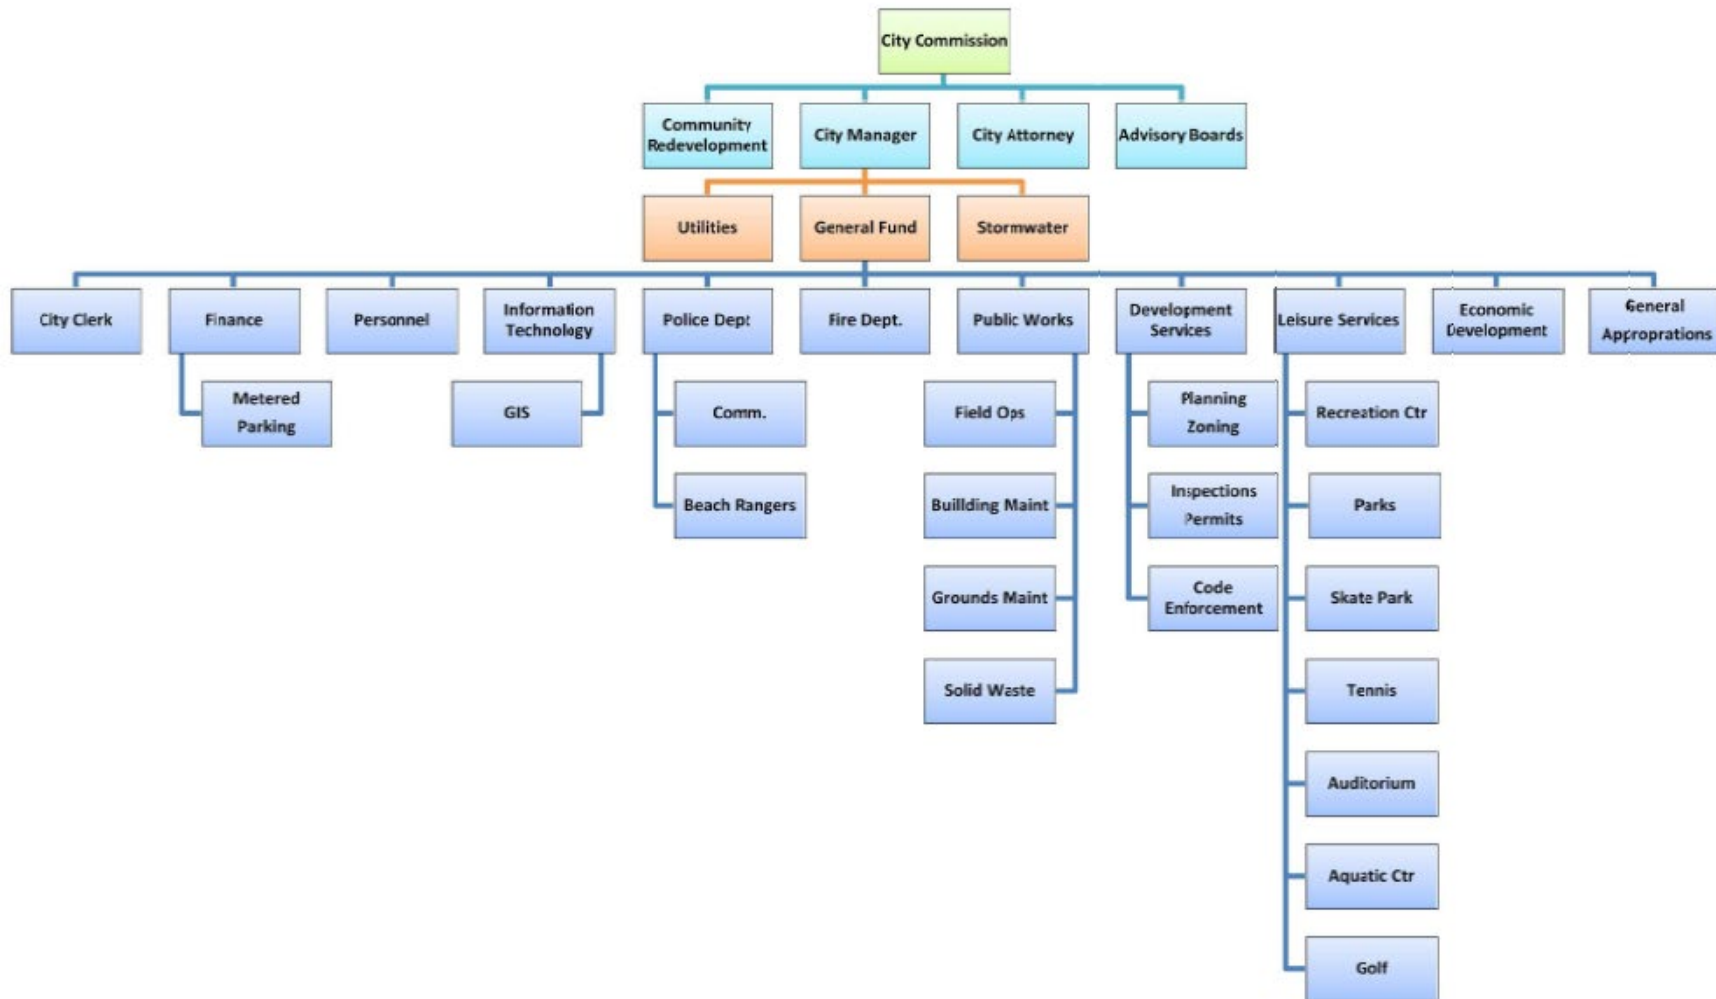 City Commission
Community
Redevelopment
City Manager
City Attorney
Advisory Boards
Utilities
General Fund
Stormwater
City Clerk
Finance
Personnel
Information
Technology
Police Dept
Fire Dept.
Public Works
Development
Services
Leisure Services
Economic
Development
General
Approprations
Metered
Parking
GIS
Comm.
Field Ops
Planning
Zoning
Recreation Ctr
Beach Rangers
Buillding Maint
Inspections
Permits
Parks
Grounds Maint
Code
Enforcement
Skate Park
Solid Waste
Tennis
Auditorium
Aquatic Ctr
Golf